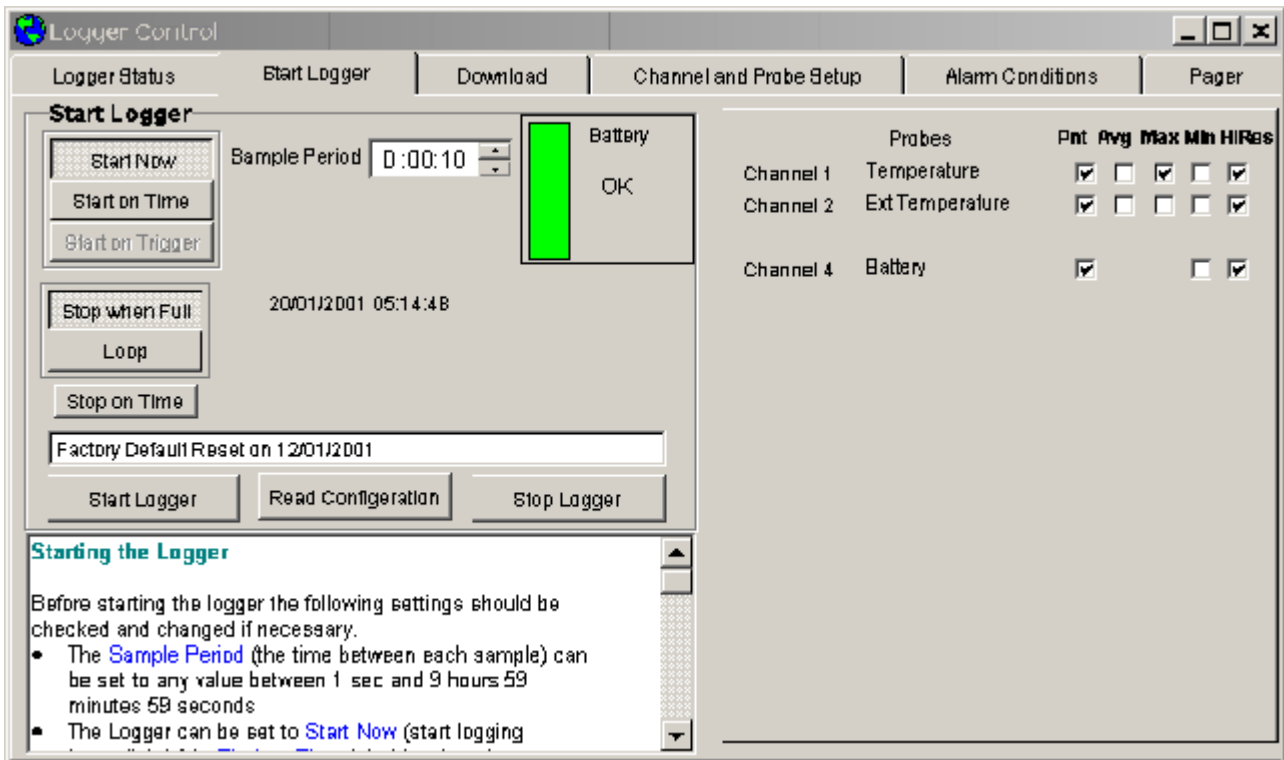 Logger Control
Logger Status Start Logger Download Channel and Probe Setup Alarm Conditions Pager
Start Logger
Start Now
Start on Time
Start on Trigger
Sample Period 0:00:10
Battery
OK
20/01/2001 05:14:48
Stop when Full
Loop
Stop on Time
Factory Default Reset on 12/01/2001
Start Logger Read Configeration Stop Logger
Starting the Logger
Before starting the logger the following settings should be
checked and changed if necessary.
• The Sample Period (the time between each sample) can
be set to any value between 1 sec and 9 hours 59
minutes 59 seconds
• The Logger can be set to Start Now (start logging
Probes Pnt Avg Max Min HiRes
Channel 1 Temperature
Channel 2 Ext Temperature
Channel 4 Battery